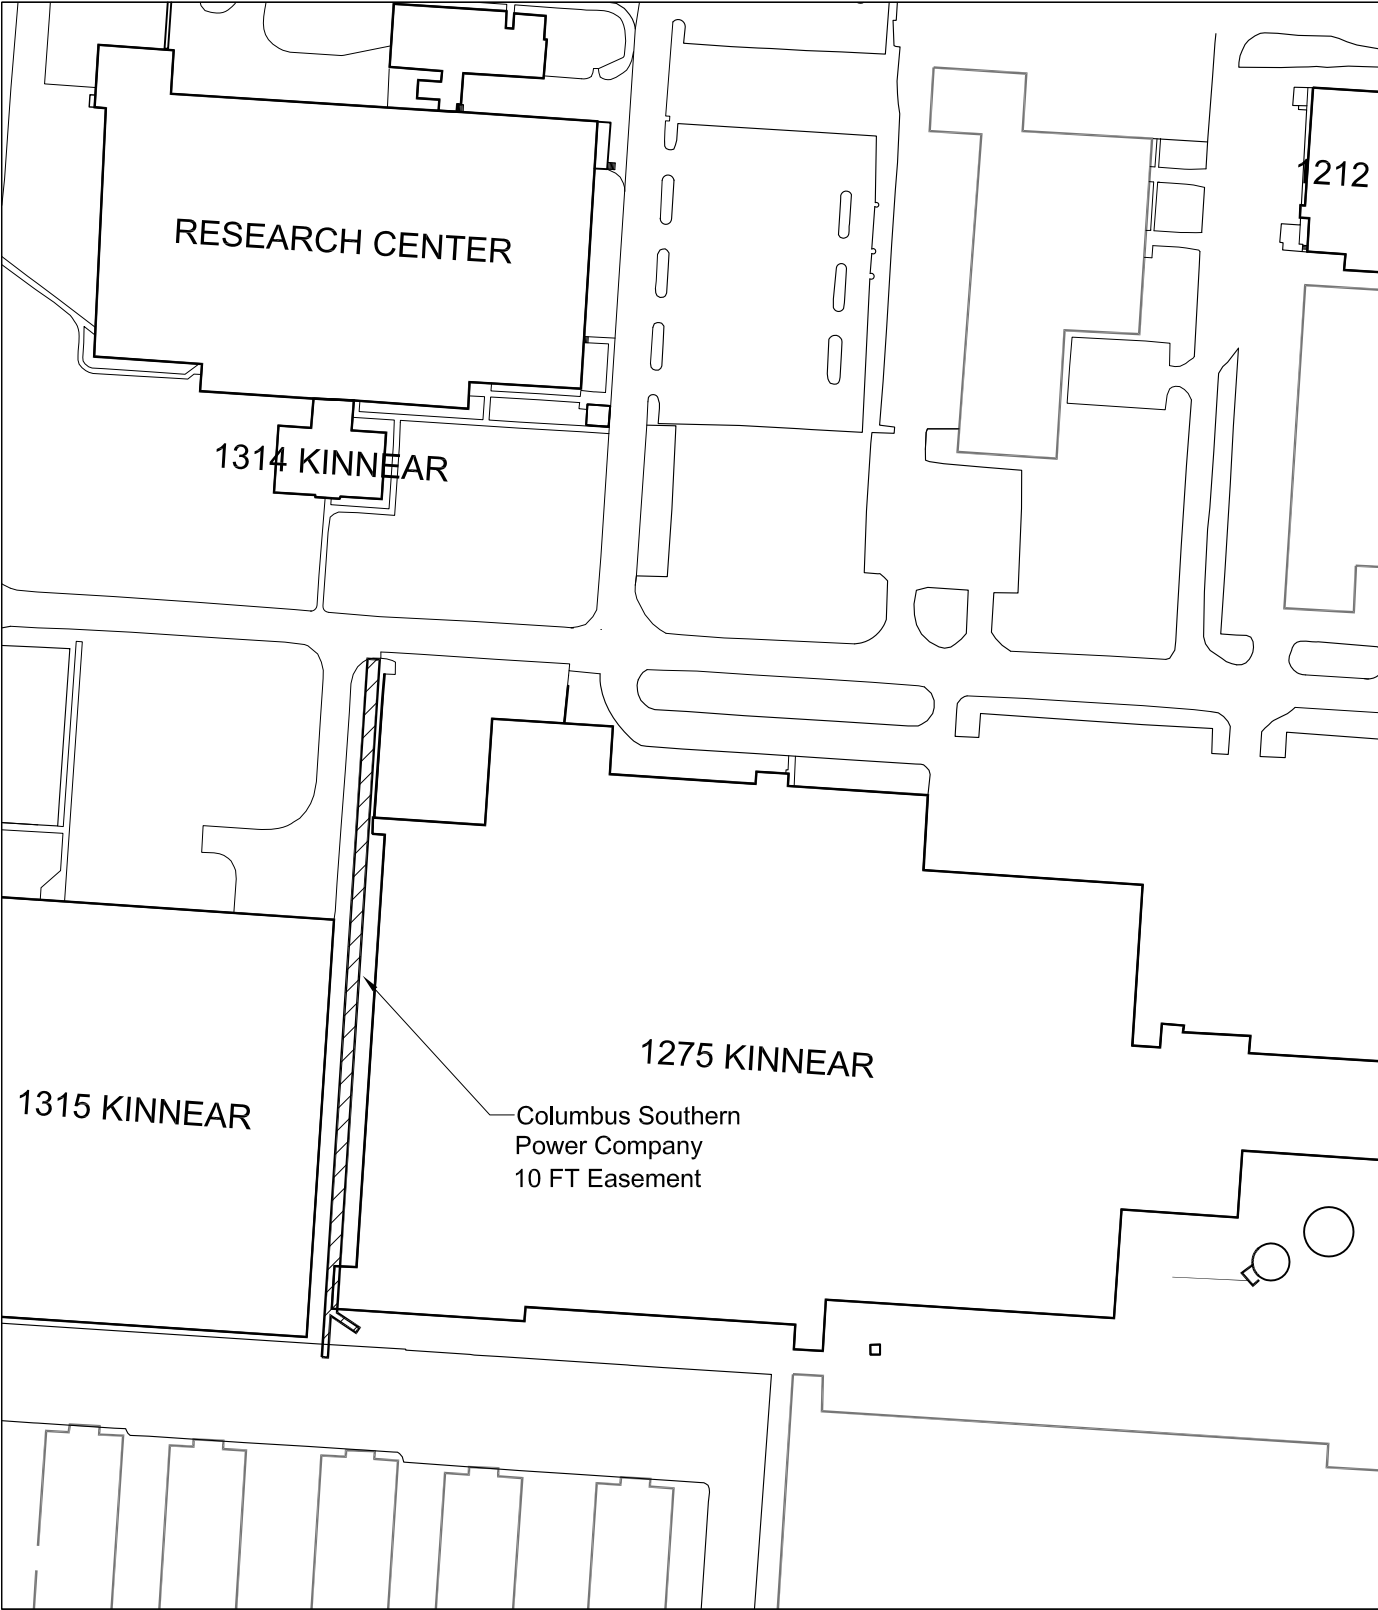 1212
RESEARCH CENTER
1314 KINNEAR
1275 KINNEAR
1315 KINNEAR
Columbus Southern
Power Company
10 FT Easement